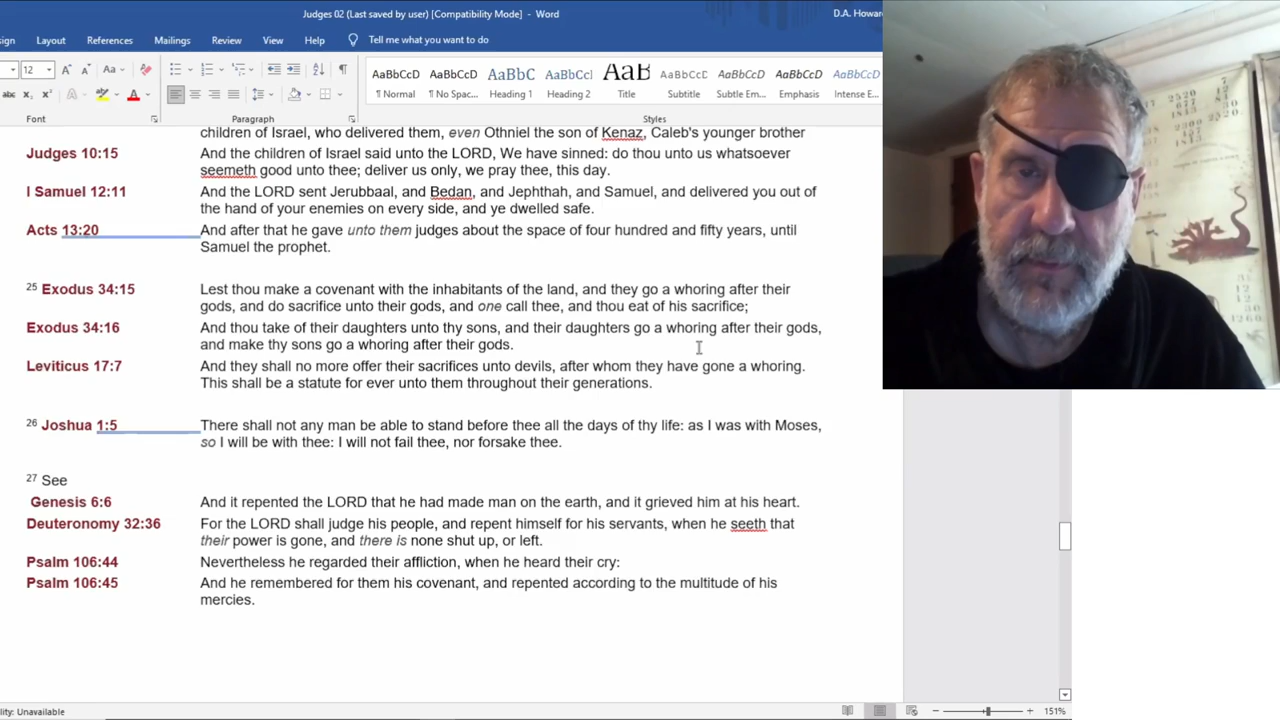 Judges 02 (Last saved by user) [Compatibility Mode] - Word
D.A. Howar
sign Layout References Mailings Review View Help Tell me what you want to do
12 Aa
abc X₂ X² A A
AaBbCcD AaBbCcD AaBbC AaBbCc AaB AaBbCcD AaBbCcD AaBbCcD AaBbCcD
¶ Normal ¶ No Spac... Heading 1 Heading 2 Title Subtitle Subtle Em... Emphasis Intense E...
Font Paragraph Styles
children of Israel, who delivered them, even Othniel the son of Kenaz, Caleb's younger brother
Judges 10:15 And the children of Israel said unto the LORD, We have sinned: do thou unto us whatsoever
seemeth good unto thee; deliver us only, we pray thee, this day.
I Samuel 12:11 And the LORD sent Jerubbaal, and Bedan, and Jephthah, and Samuel, and delivered you out of
the hand of your enemies on every side, and ye dwelled safe.
Acts 13:20 And after that he gave unto them judges about the space of four hundred and fifty years, until
Samuel the prophet.
25 Exodus 34:15 Lest thou make a covenant with the inhabitants of the land, and they go a whoring after their
gods, and do sacrifice unto their gods, and one call thee, and thou eat of his sacrifice;
Exodus 34:16 And thou take of their daughters unto thy sons, and their daughters go a whoring after their gods,
and make thy sons go a whoring after their gods.
Leviticus 17:7 And they shall no more offer their sacrifices unto devils, after whom they have gone a whoring.
This shall be a statute for ever unto them throughout their generations.
26 Joshua 1:5 There shall not any man be able to stand before thee all the days of thy life: as I was with Moses,
so I will be with thee: I will not fail thee, nor forsake thee.
27 See
Genesis 6:6 And it repented the LORD that he had made man on the earth, and it grieved him at his heart.
Deuteronomy 32:36 For the LORD shall judge his people, and repent himself for his servants, when he seeth that
their power is gone, and there is none shut up, or left.
Psalm 106:44 Nevertheless he regarded their affliction, when he heard their cry:
Psalm 106:45 And he remembered for them his covenant, and repented according to the multitude of his
mercies.
ility: Unavailable
151%
7
2520
677
1813
30
2300
1260